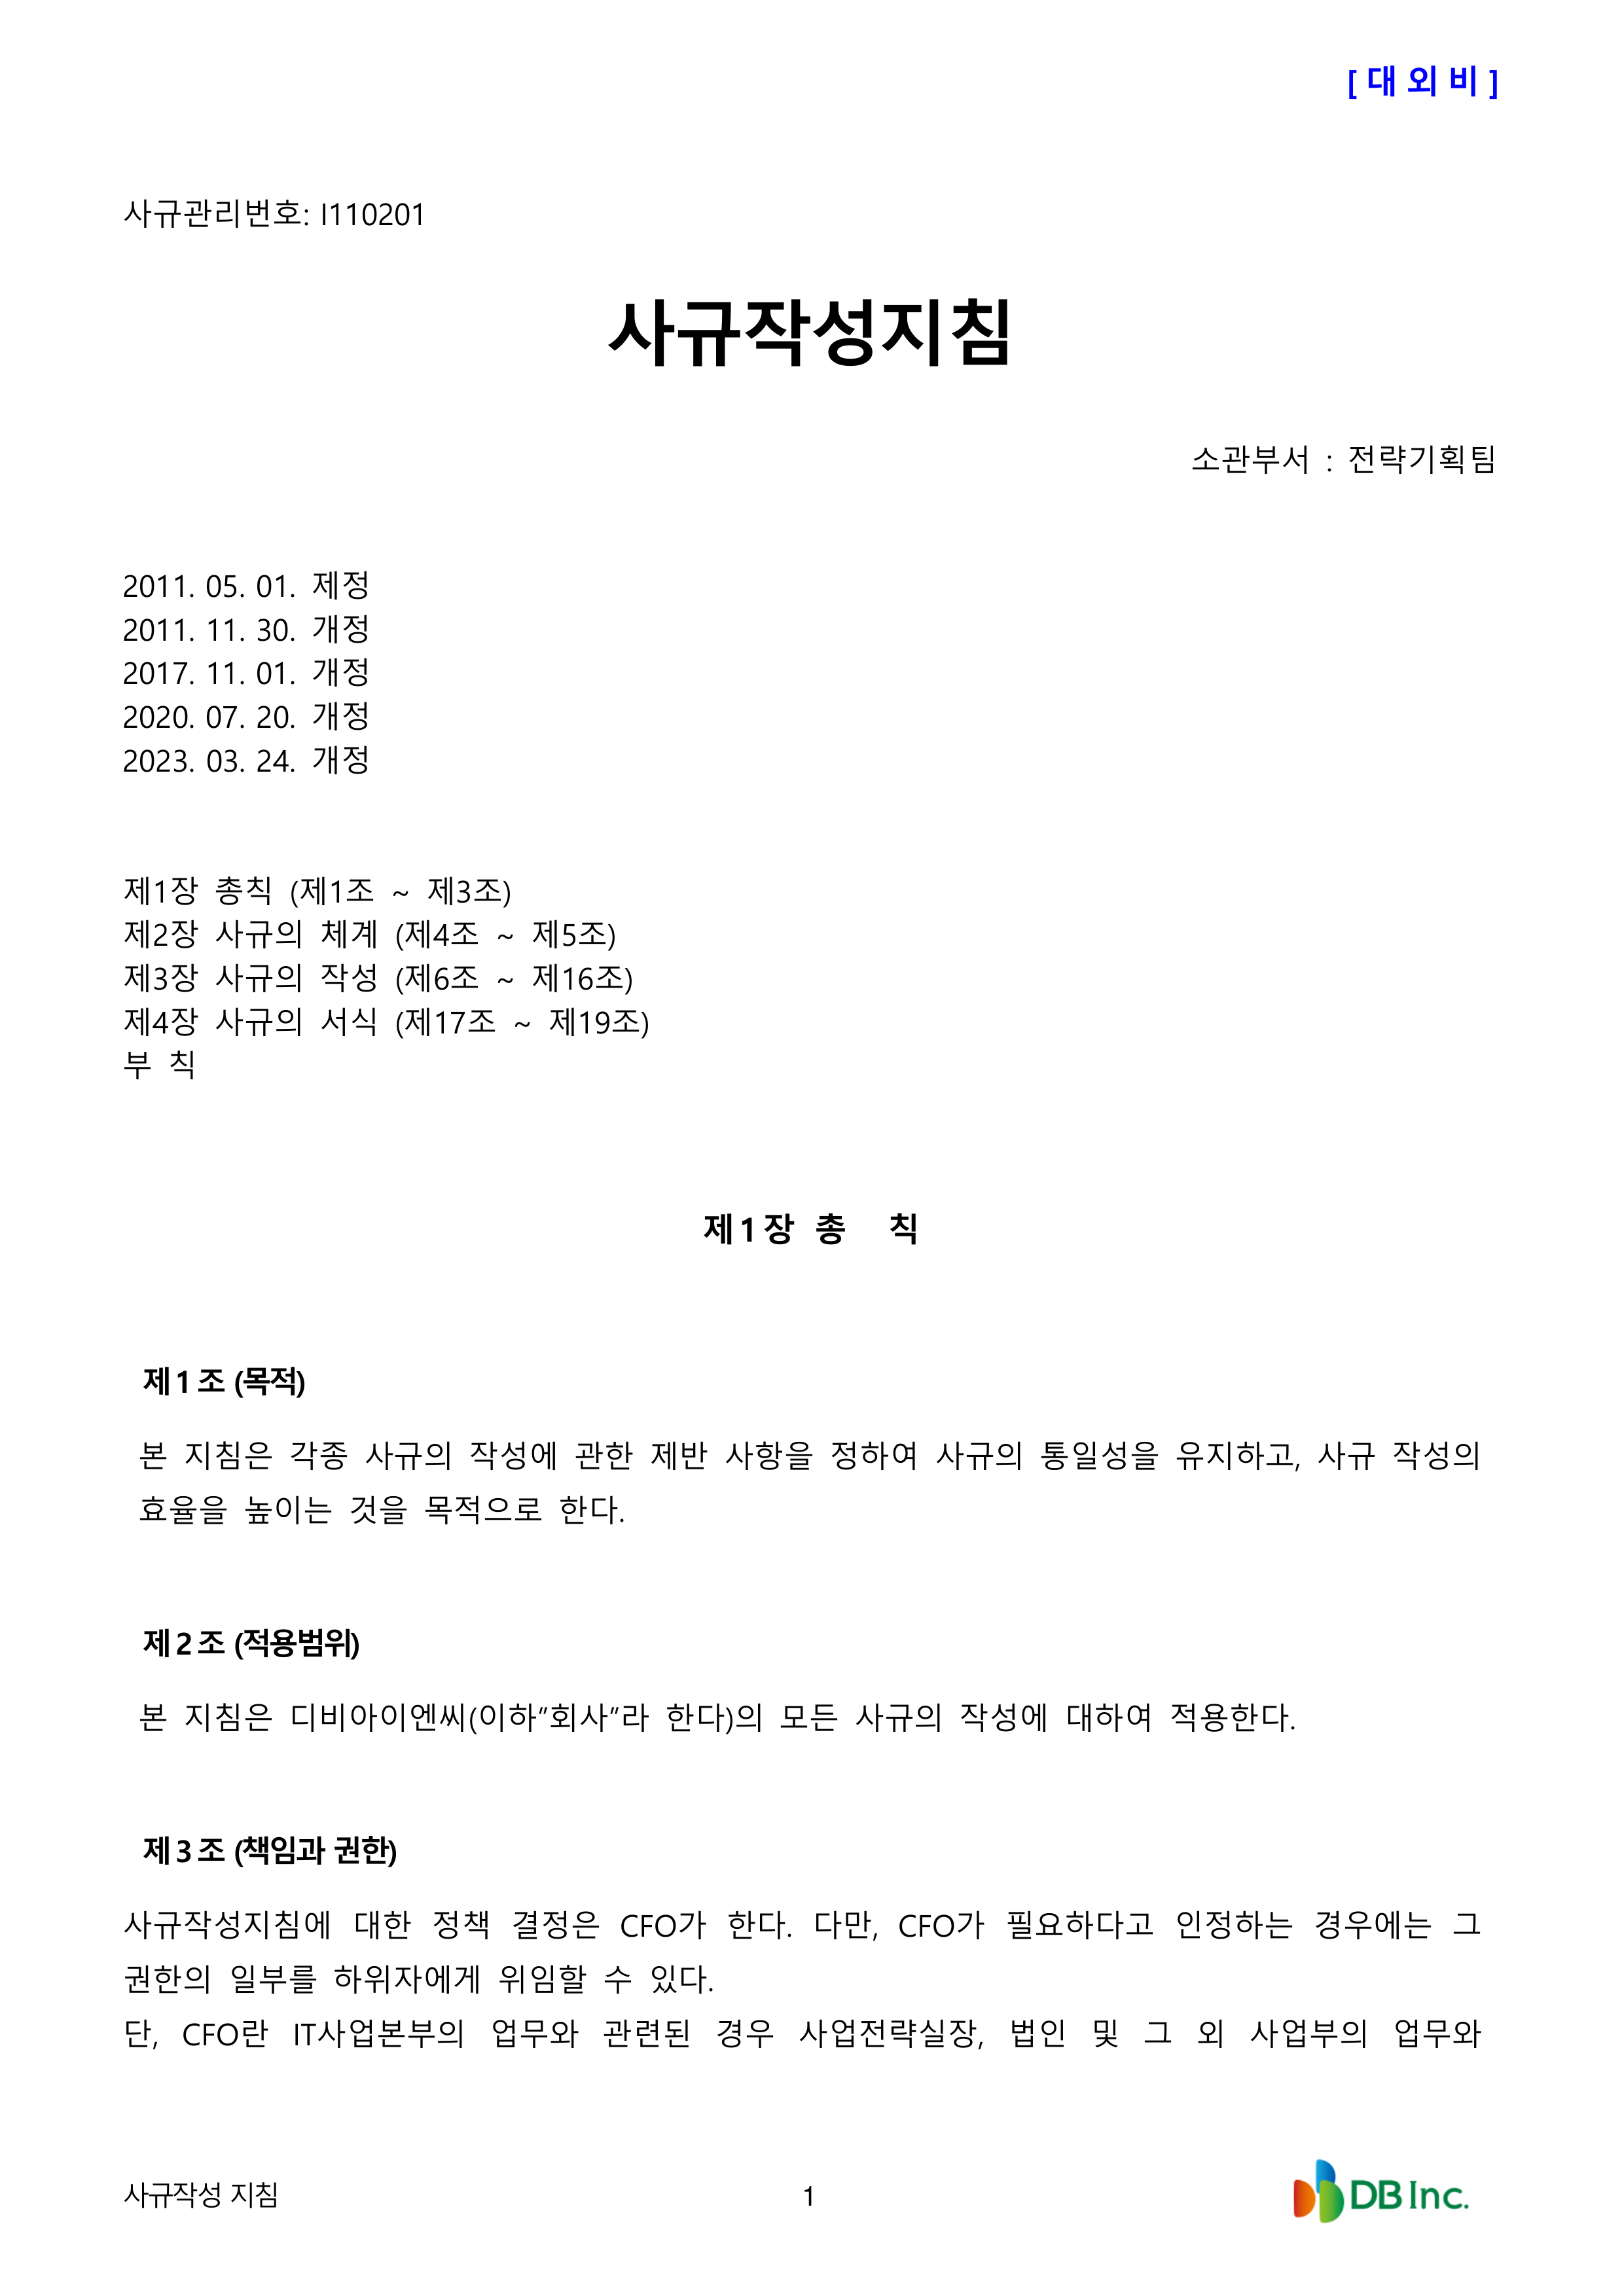 [ 대 외 비 ]
사규관리번호: I110201
사규작성지침
소관부서 : 전략기획팀
2011. 05. 01. 제정
2011. 11. 30. 개정
2017. 11. 01. 개정
2020. 07. 20. 개정
2023. 03. 24. 개정
제1장 총칙 (제1조 ~ 제3조)
제2장 사규의 체계 (제4조 ~ 제5조)
제3장 사규의 작성 (제6조 ~ 제16조)
제4장 사규의 서식 (제17조 ~ 제19조)
부 칙
제1장 총 칙
제1조 (목적)
본 지침은 각종 사규의 작성에 관한 제반 사항을 정하여 사규의 통일성을 유지하고, 사규 작성의
효율을 높이는 것을 목적으로 한다.
제2조 (적용범위)
본 지침은 디비아이엔씨(이하"회사"라 한다)의 모든 사규의 작성에 대하여 적용한다.
제3조 (책임과 권한)
사규작성지침에 대한 정책 결정은 CFO가 한다. 다만, CFO가 필요하다고 인정하는 경우에는 그
권한의 일부를 하위자에게 위임할 수 있다.
단, CFO란 IT사업본부의 업무와 관련된 경우 사업전략실장, 법인 및 그 외 사업부의 업무와
사규작성 지침
1
DB Inc.